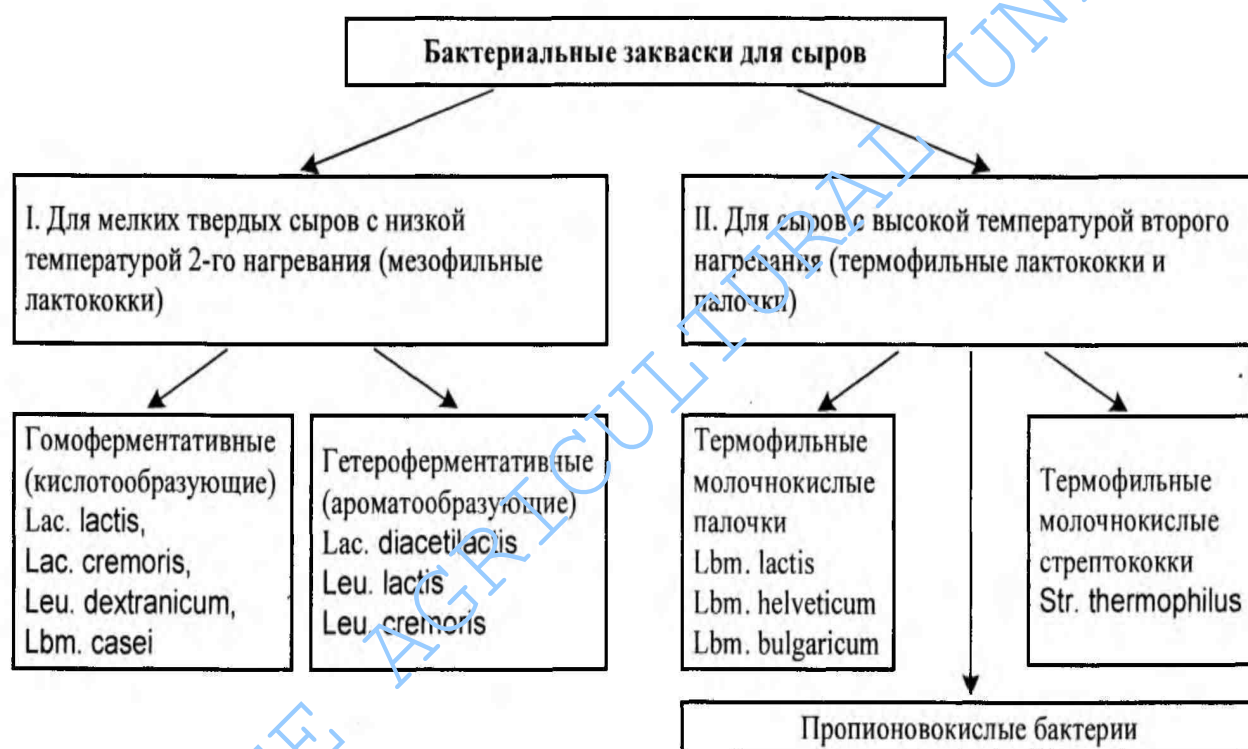 Бактериальные закваски для сыров
I. Для мелких твердых сыров с низкой
температурой 2-го нагревания (мезофильные
лактококки)
II. Для сыров с высокой температурой второго
нагревания (термофильные лактококки и
палочки)
Гомоферментативные
(кислотообразующие)
Lac. lactis,
Lac. cremoris,
Leu. dextranicum,
Lbm. casei
Гетероферментативные
(ароматообразующие)
Lac. diacetilactis
Leu. lactis
Leu. cremoris
Термофильные
молочнокислые
палочки
Lbm. lactis
Lbm. helveticum
Lbm. bulgaricum
Термофильные
молочнокислые
стрептококки
Str. thermophilus
Пропионовокислые бактерии
AGRICULTURAL